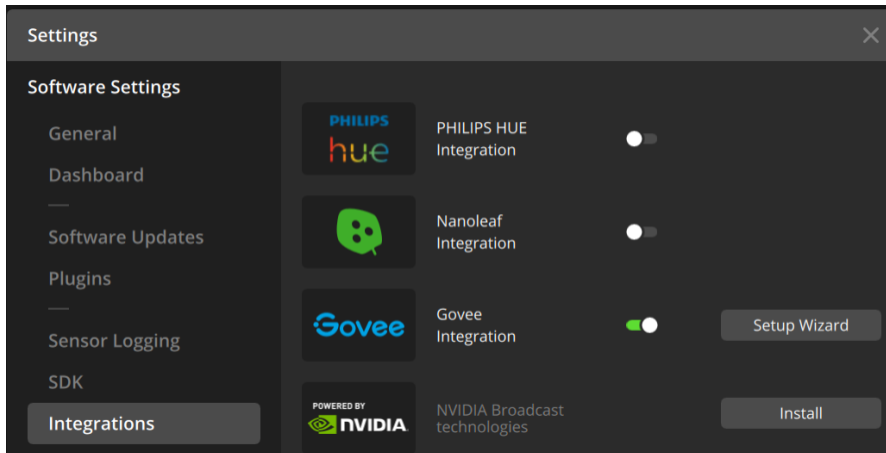 Settings
Software Settings
General
Dashboard
Software Updates
Plugins
Sensor Logging
SDK
Integrations
PHILIPS
hue
PHILIPS HUE
Integration
Nanoleaf
Integration
Govee
Govee
Integration
Setup Wizard
POWERED BY
NVIDIA.
NVIDIA Broadcast
technologies
Install